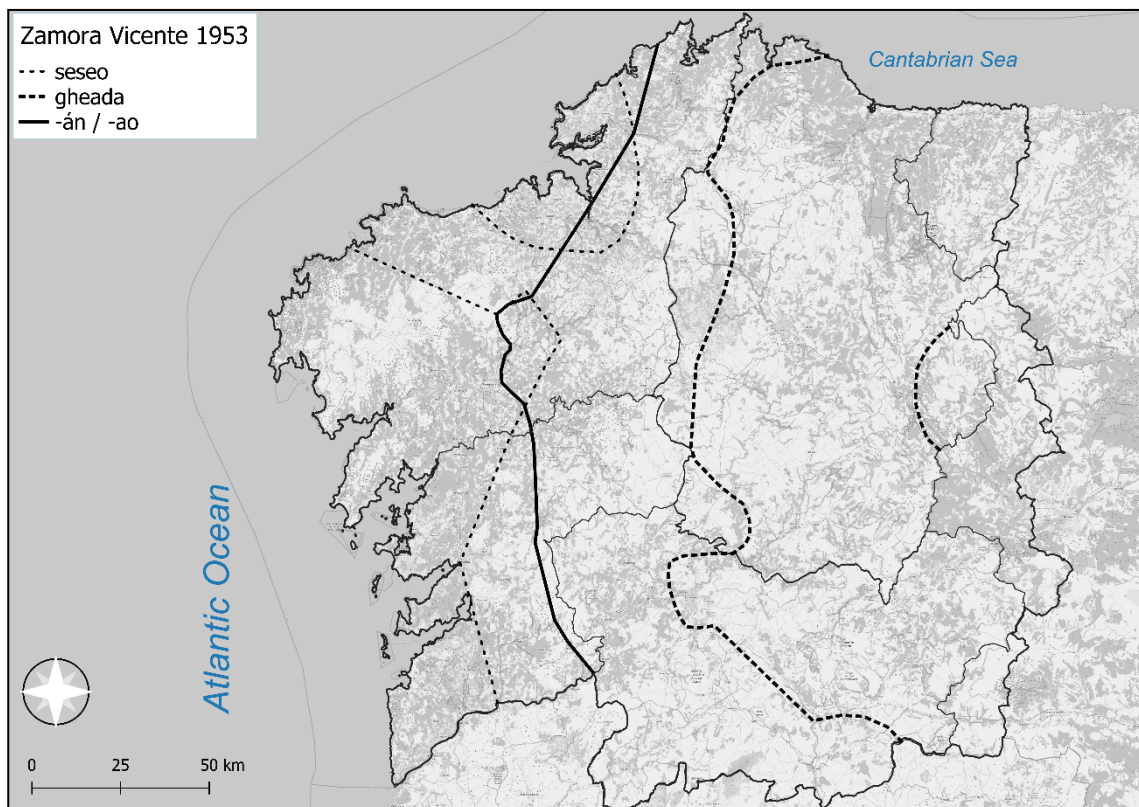 Zamora Vicente 1953
seseo
gheada
-án / -ao
Cantabrian Sea
Atlantic Ocean
0 25 50 km